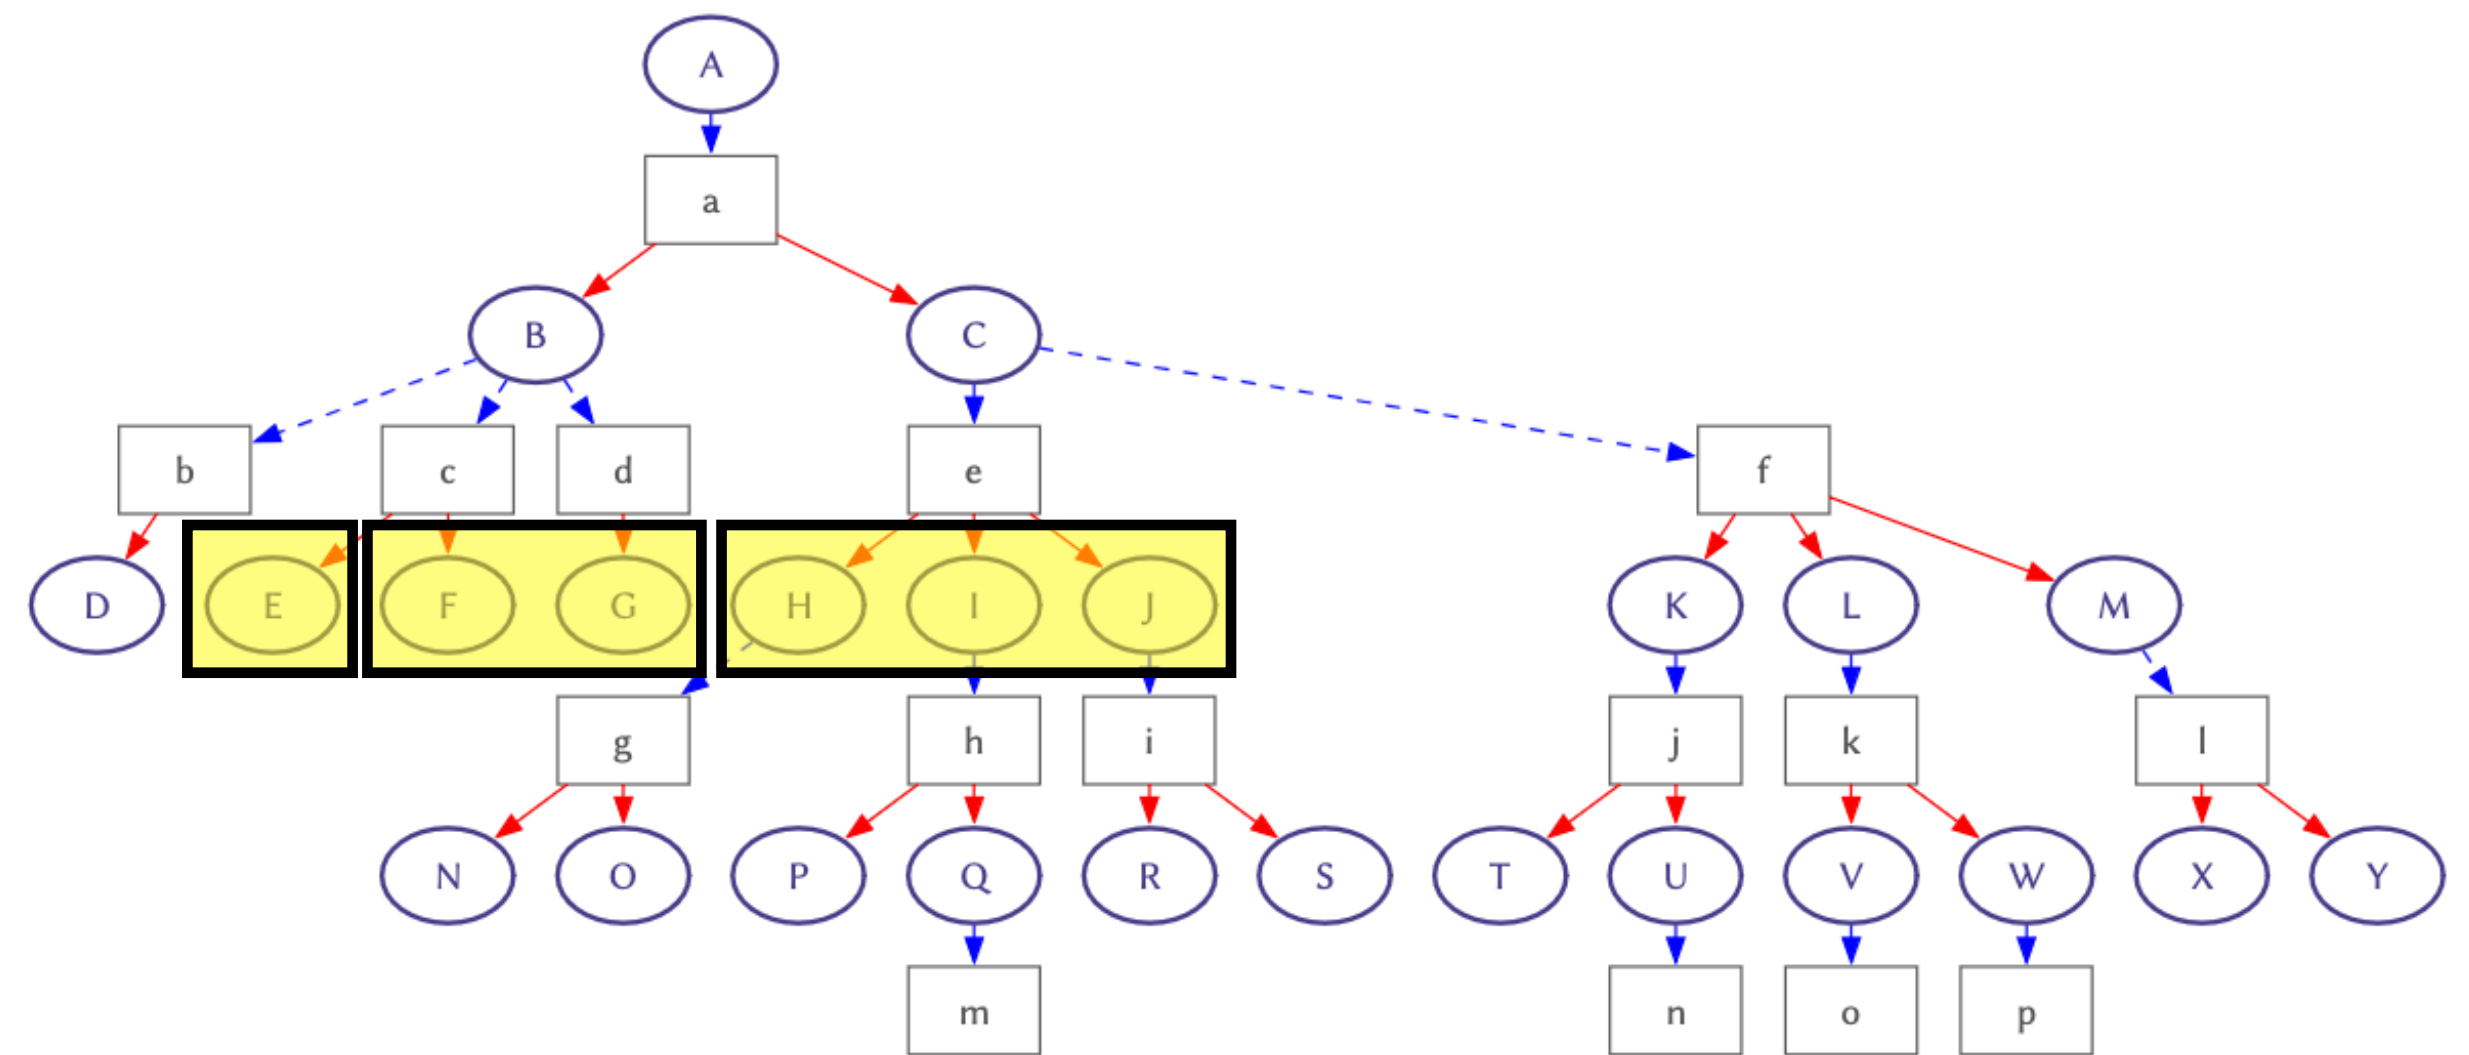 A
a
B C
b c d e f
D E F G H I J K L M
g h i j k l
N O P Q R S T U V W X Y
m n o p